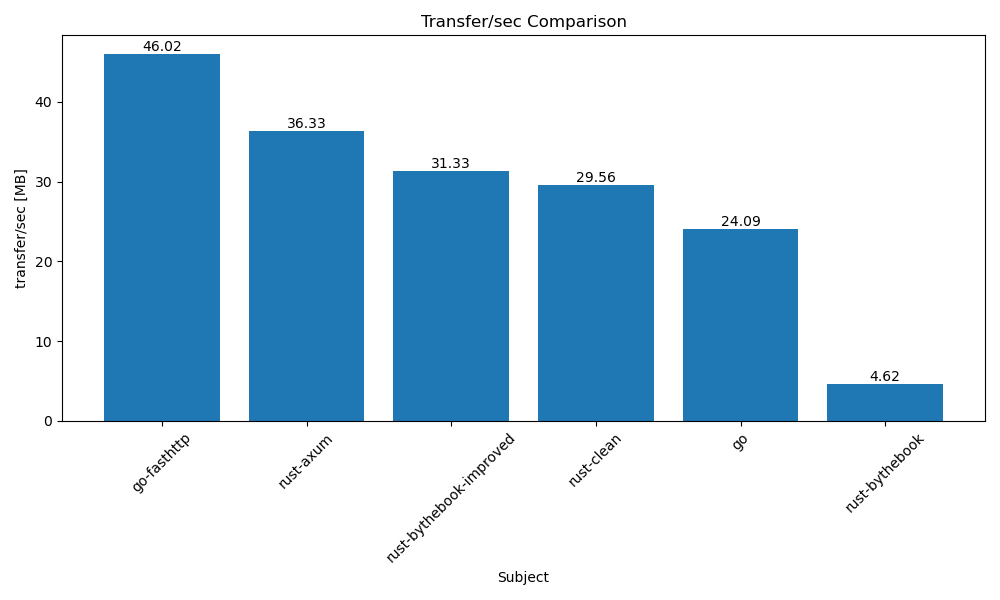 Transfer/sec Comparison
transfer/sec [MB]
40
30
20
10
0
46.02
36.33
31.33
29.56
24.09
4.62
go-fasthttp
rust-axum
rust-bythebook-improved
rust-clean
go
rust-bythebook
Subject